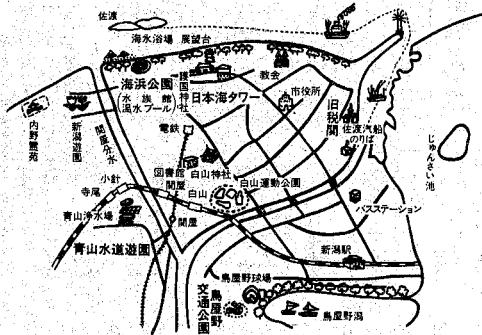 佐渡
海水浴場 展望台
海浜公園
(水族館
温水プール)
護国神社
教会
日本海タワー
市役所
旧税関
佐渡汽船
のりば
じゅんさい池
内野霊苑
新潟遊園
関屋分水
電鉄
図書館
関屋
白山神社
白山
白山運動公園
小針
寺尾
青山浄水場
関屋
青山水道遊園
バスステーション
新潟駅
鳥屋野球場
鳥屋野
交通公園
鳥屋野潟